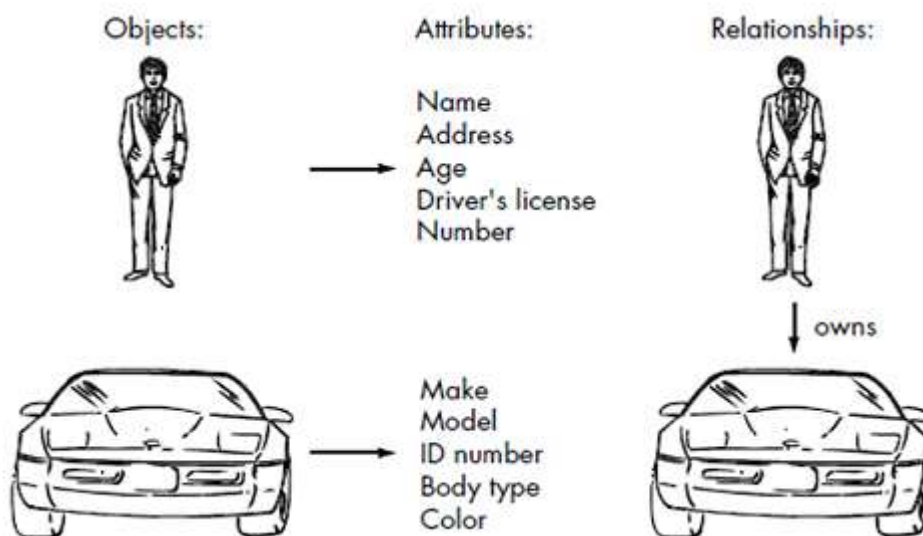 Objects:
Attributes:
Relationships:
Name
Address
Age
Driver's license
Number
owns
Make
Model
ID number
Body type
Color